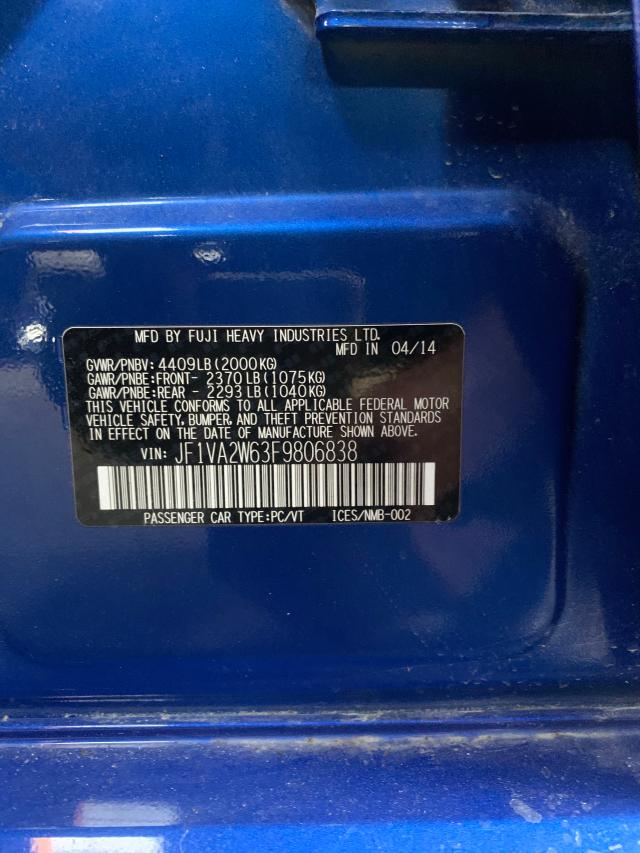 MFD BY FUJI HEAVY INDUSTRIES LTD.
MFD IN 04/14
GVWR/PNBV: 4409LB(2000KG)
GAWR/PNBE:FRONT- 2370LB(1075KG)
GAWR/PNBE:REAR - 2293LB(1040KG)
THIS VEHICLE CONFORMS TO ALL APPLICABLE FEDERAL MOTOR
VEHICLE SAFETY, BUMPER, AND THEFT PREVENTION STANDARDS
IN EFFECT ON THE DATE OF MANUFACTURE SHOWN ABOVE.
VIN: JF1VA2W63F9806838
PASSENGER CAR TYPE:PC/VT ICES/NMB-002